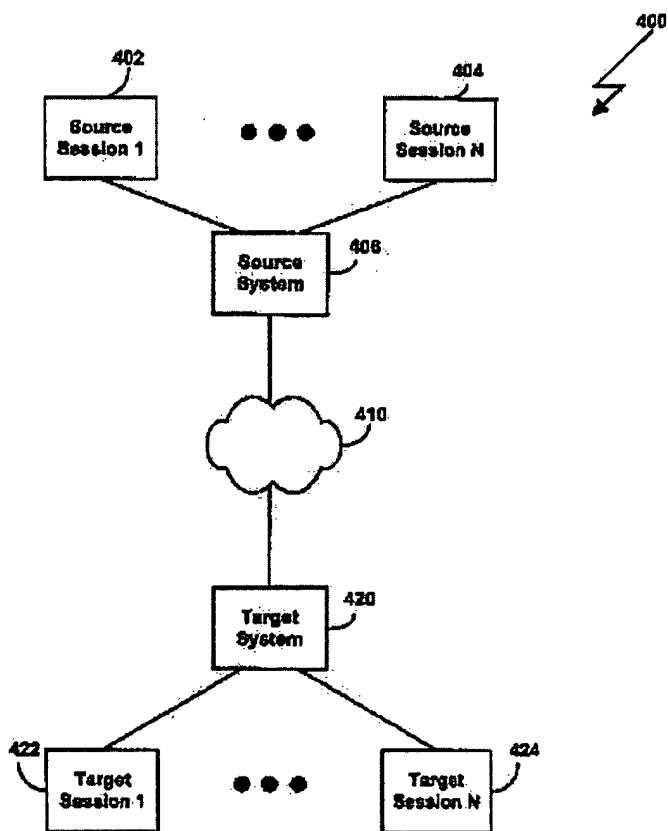 400
402
404
Source
Session 1
Source
Session N
Source
System
406
410
420
Target
System
422
424
Target
Session 1
Target
Session N